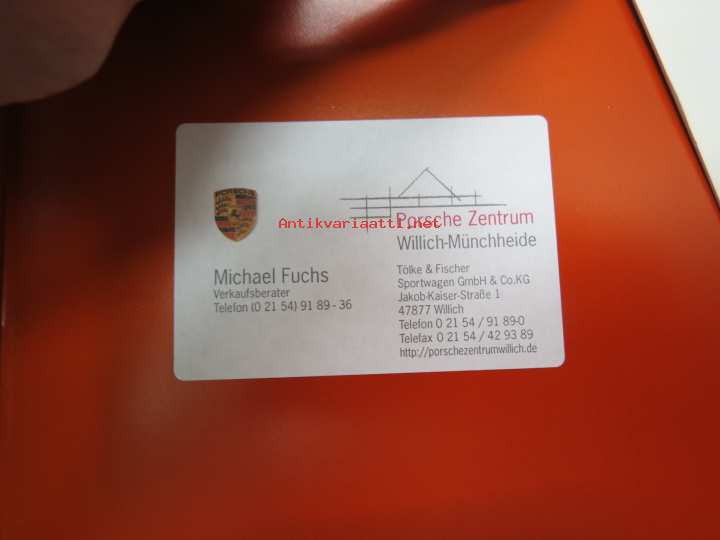 PORSCHE
Antikvariaatti.net
Porsche Zentrum
Willich-Münchheide
Michael Fuchs
Verkaufsberater
Telefon (0 21 54) 91 89 - 36
Tölke & Fischer
Sportwagen GmbH & Co.KG
Jakob-Kaiser-Straße 1
47877 Willich
Telefon 0 21 54 / 91 89-0
Telefax 0 21 54 / 42 93 89
http://porschezentrumwillich.de